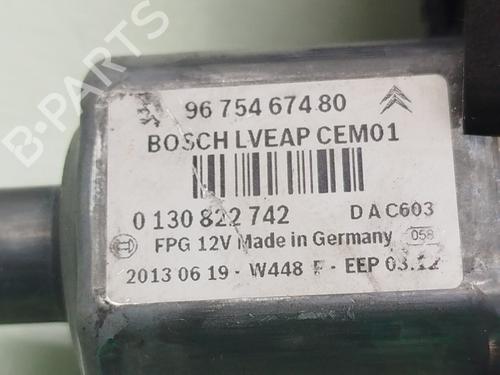 96 754 674 80
BOSCH LVEAP CEM01
0 130 822 742 D A C603
FPG 12V Made in Germany 058
2013 06 19 - W448 F - EEP 03.12
B-PARTS